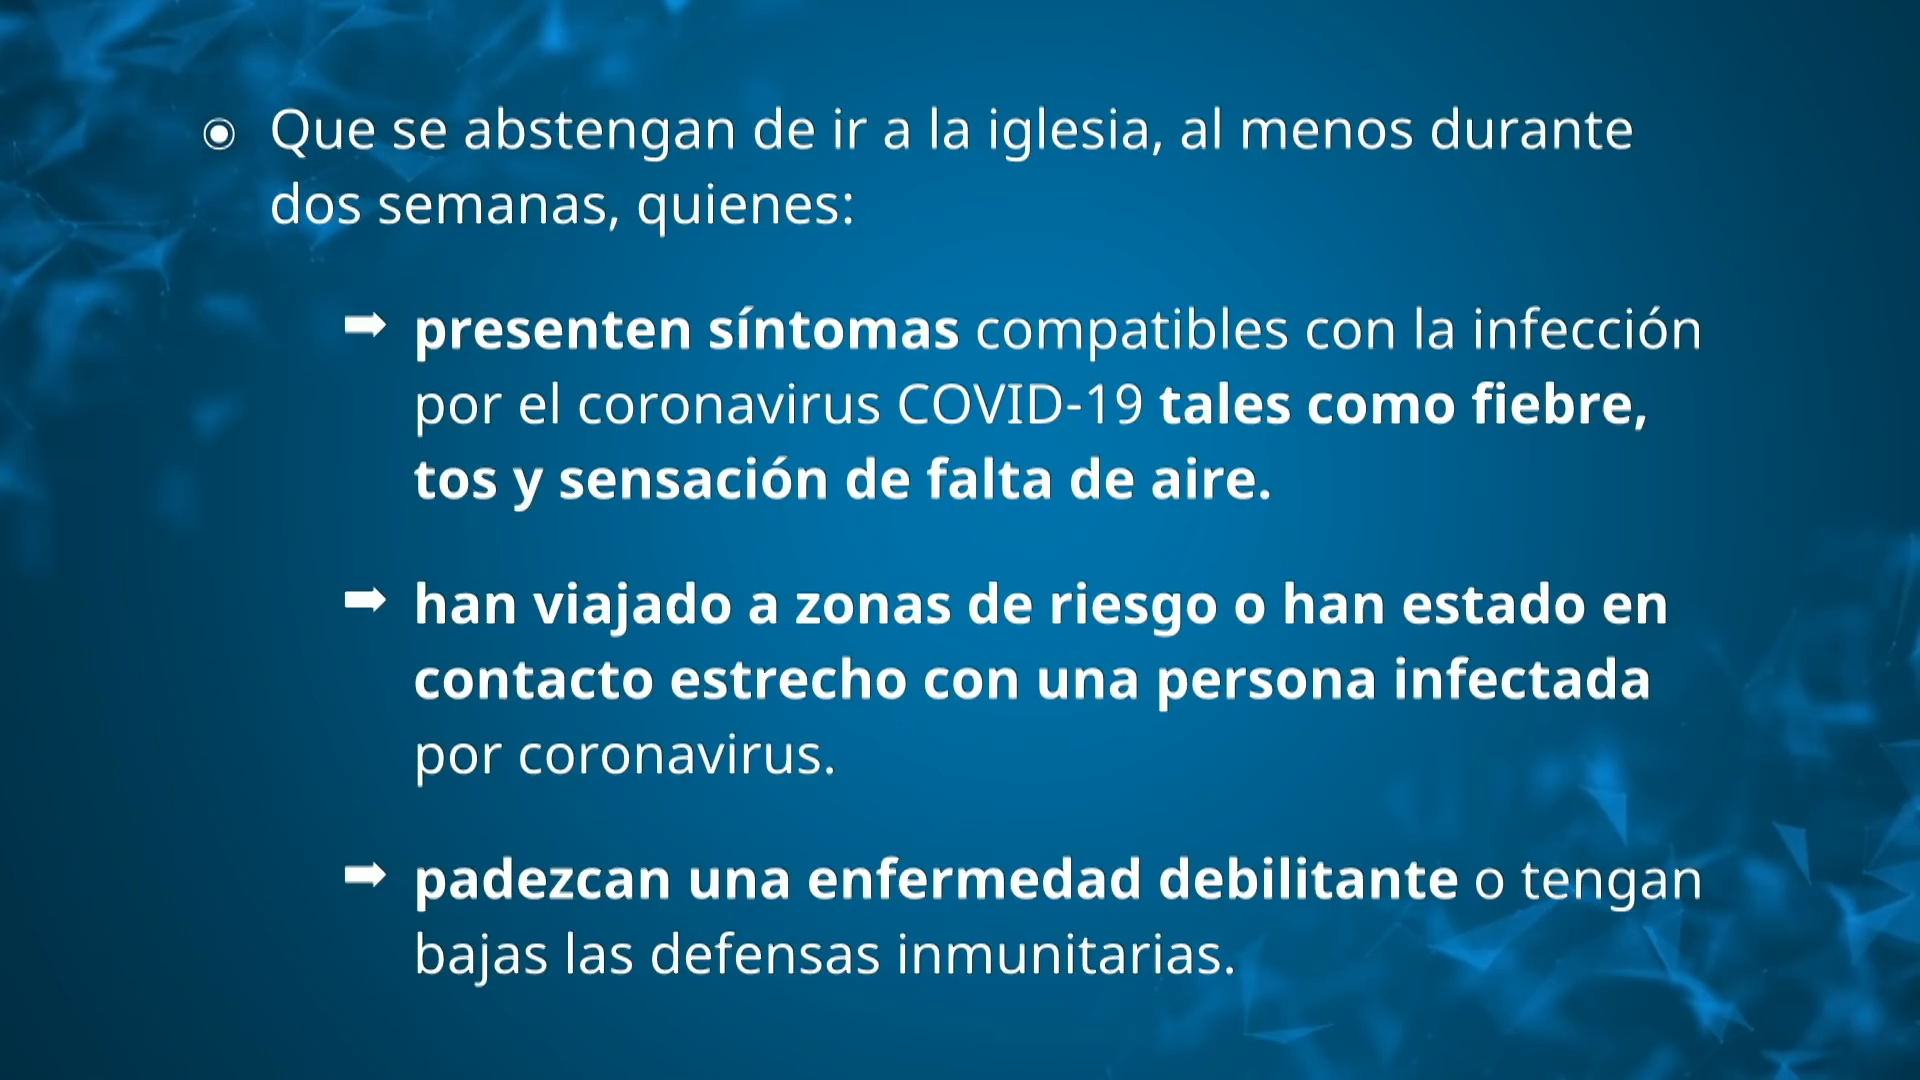 Que se abstengan de ir a la iglesia, al menos durante
dos semanas, quienes:
presenten síntomas compatibles con la infección
por el coronavirus COVID-19 tales como fiebre,
tos y sensación de falta de aire.
han viajado a zonas de riesgo o han estado en
contacto estrecho con una persona infectada
por coronavirus.
padezcan una enfermedad debilitante o tengan
bajas las defensas inmunitarias.